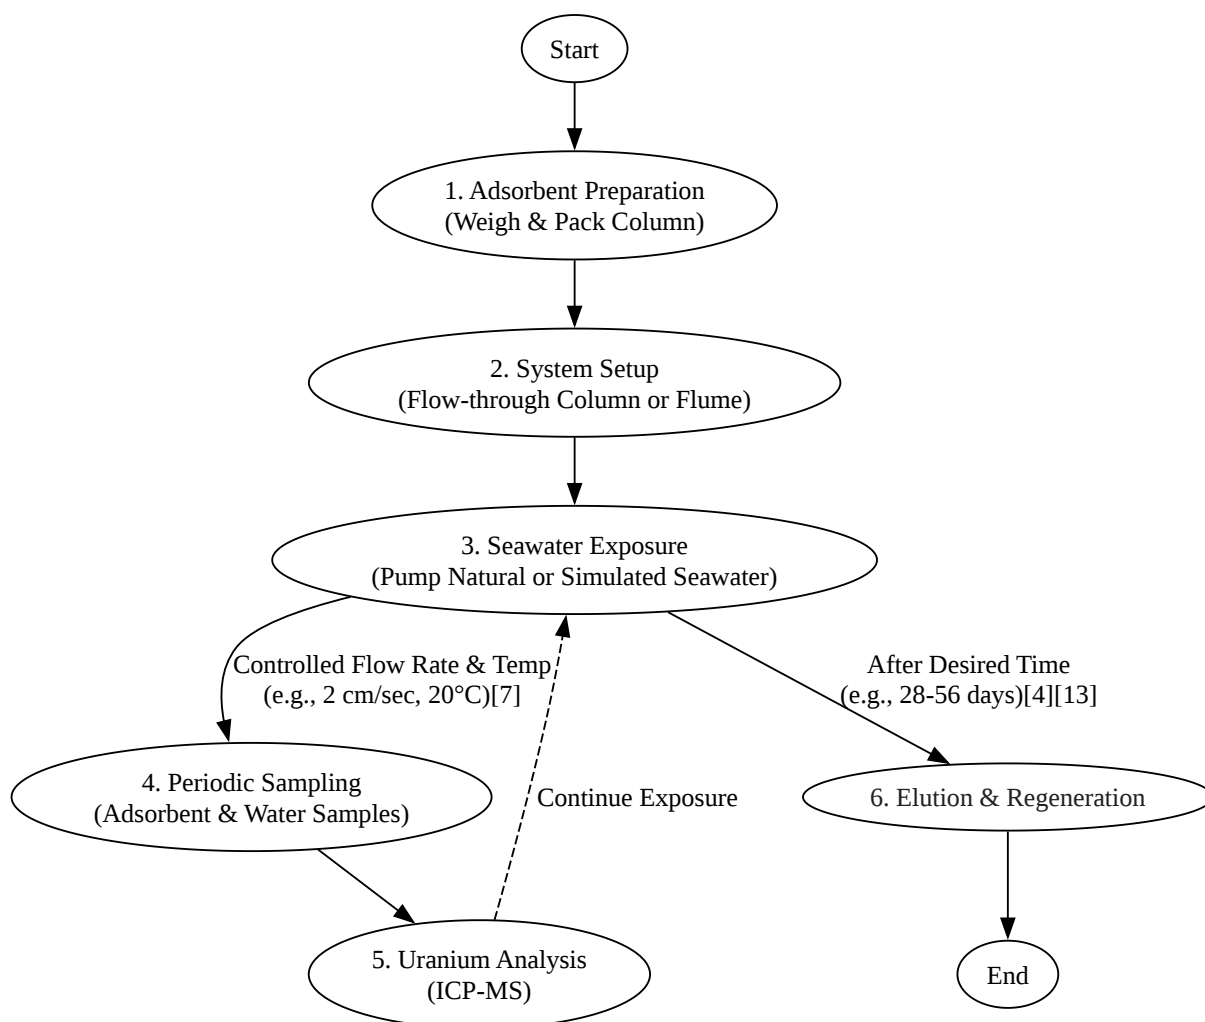 Start
1. Adsorbent Preparation
(Weigh & Pack Column)
2. System Setup
(Flow-through Column or Flume)
3. Seawater Exposure
(Pump Natural or Simulated Seawater)
Controlled Flow Rate & Temp
(e.g., 2 cm/sec, 20°C)[7]
After Desired Time
(e.g., 28-56 days)[4][13]
4. Periodic Sampling
(Adsorbent & Water Samples)
Continue Exposure
6. Elution & Regeneration
5. Uranium Analysis
(ICP-MS)
End